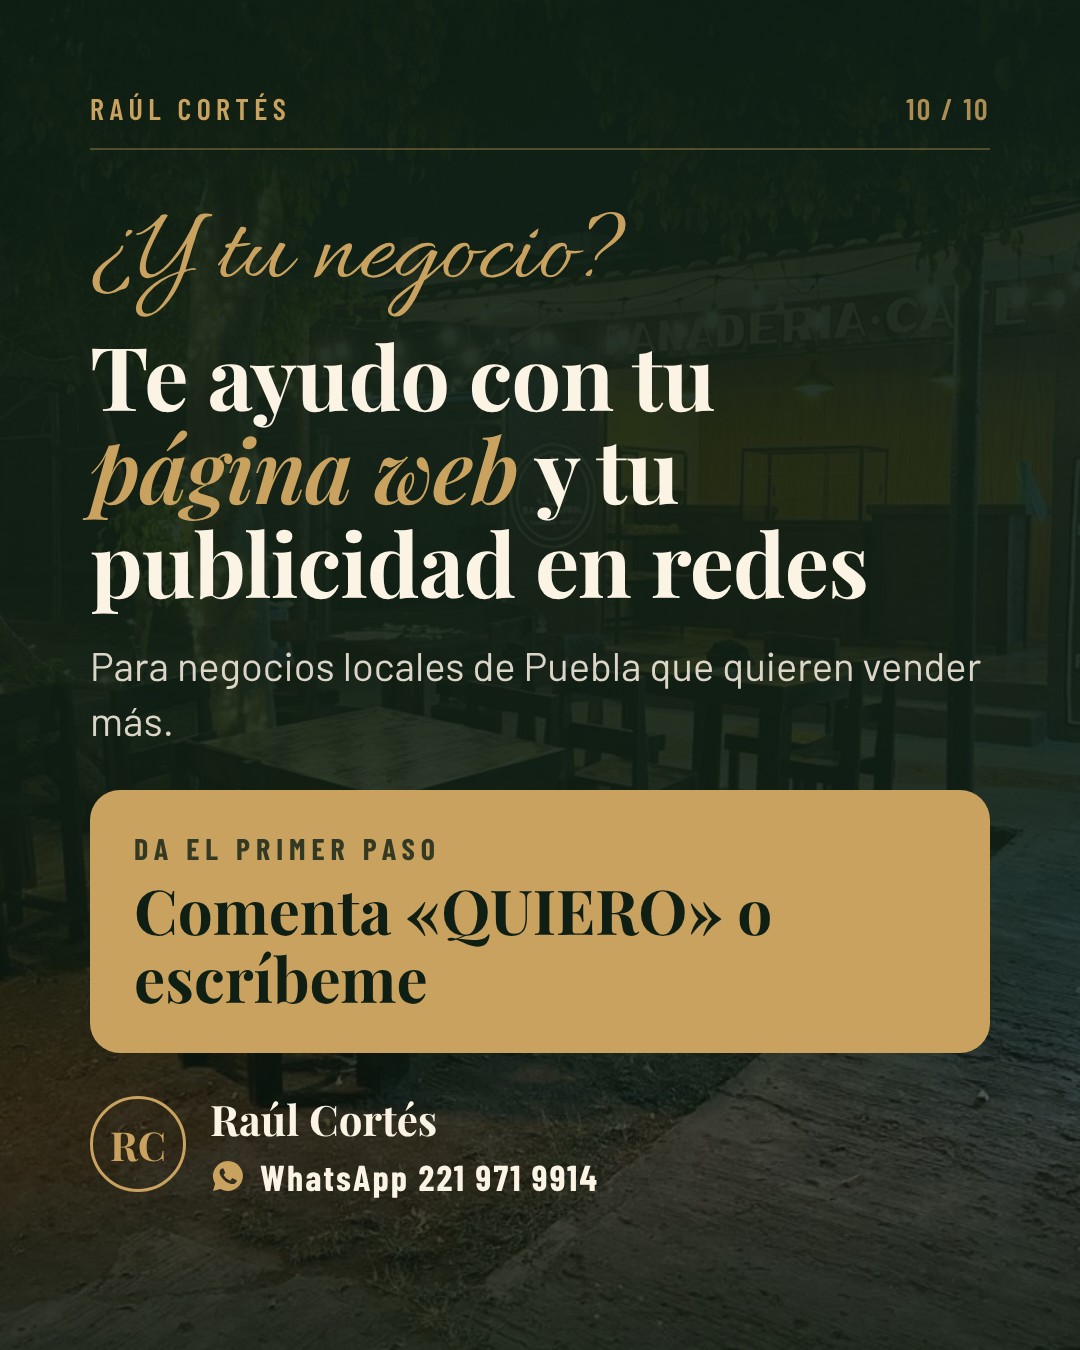 RAÚL CORTÉS
10 / 10
¿Y tu negocio?
PANADERIA·CAFE
Te ayudo con tu
página web y tu
publicidad en redes
Para negocios locales de Puebla que quieren vender
más.
DA EL PRIMER PASO
Comenta «QUIERO» o
escríbeme
RC
Raúl Cortés
WhatsApp 221 971 9914